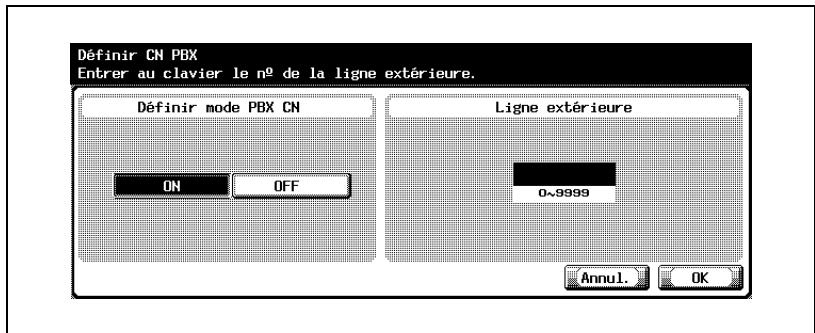 Définir CN PBX
Entrer au clavier le nº de la ligne extérieure.
Définir mode PBX CN
Ligne extérieure
ON
OFF
0~9999
Annul.
OK